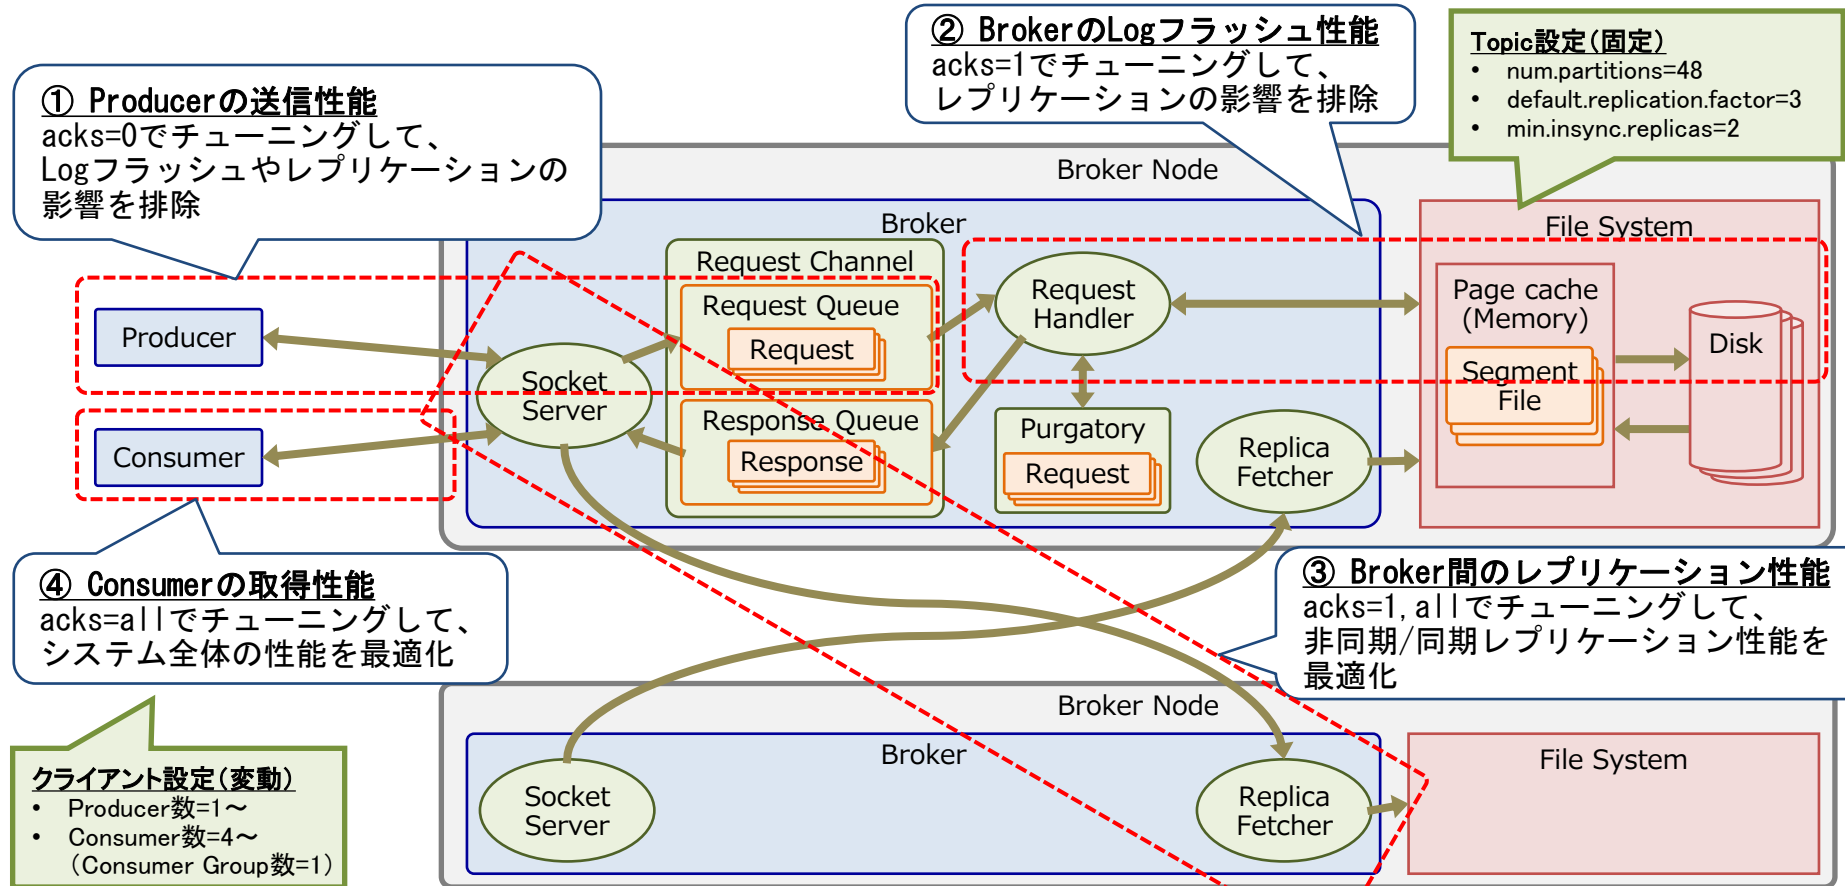 ① Producerの送信性能
acks=0でチューニングして、
Logフラッシュやレプリケーションの
影響を排除
② BrokerのLogフラッシュ性能
acks=1でチューニングして、
レプリケーションの影響を排除
Topic設定(固定)
• num.partitions=48
• default.replication.factor=3
• min.insync.replicas=2
Broker Node
Broker
File System
Request Channel
Request Queue
Request
Request
Handler
Page cache
(Memory)
Disk
Segment
File
Producer
Socket
Server
Consumer
Response Queue
Response
Purgatory
Request
Replica
Fetcher
④ Consumerの取得性能
acks=allでチューニングして、
システム全体の性能を最適化
③ Broker間のレプリケーション性能
acks=1,allでチューニングして、
非同期/同期レプリケーション性能を
最適化
Broker Node
Broker
File System
Socket
Server
Replica
Fetcher
クライアント設定(変動)
• Producer数=1～
• Consumer数=4～
(Consumer Group数=1)